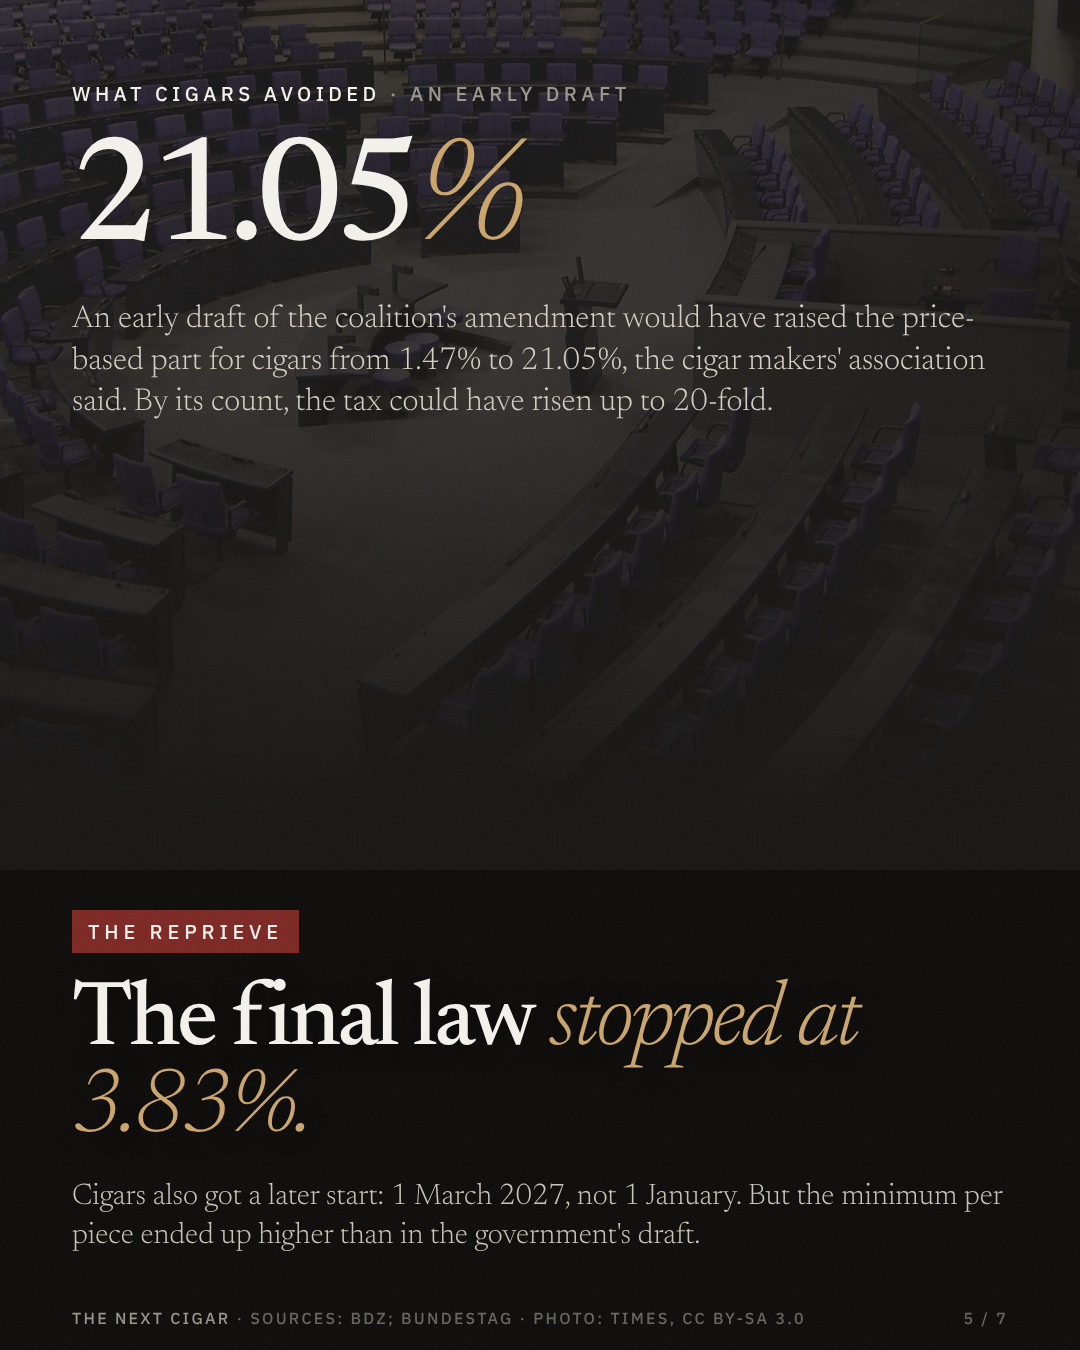 WHAT CIGARS AVOIDED · AN EARLY DRAFT
21.05%
An early draft of the coalition's amendment would have raised the price-
based part for cigars from 1.47% to 21.05%, the cigar makers' association
said. By its count, the tax could have risen up to 20-fold.
THE REPRIEVE
The final law stopped at
3.83%.
Cigars also got a later start: 1 March 2027, not 1 January. But the minimum per
piece ended up higher than in the government's draft.
THE NEXT CIGAR · SOURCES: BDZ; BUNDESTAG · PHOTO: TIMES, CC BY-SA 3.0 5 / 7